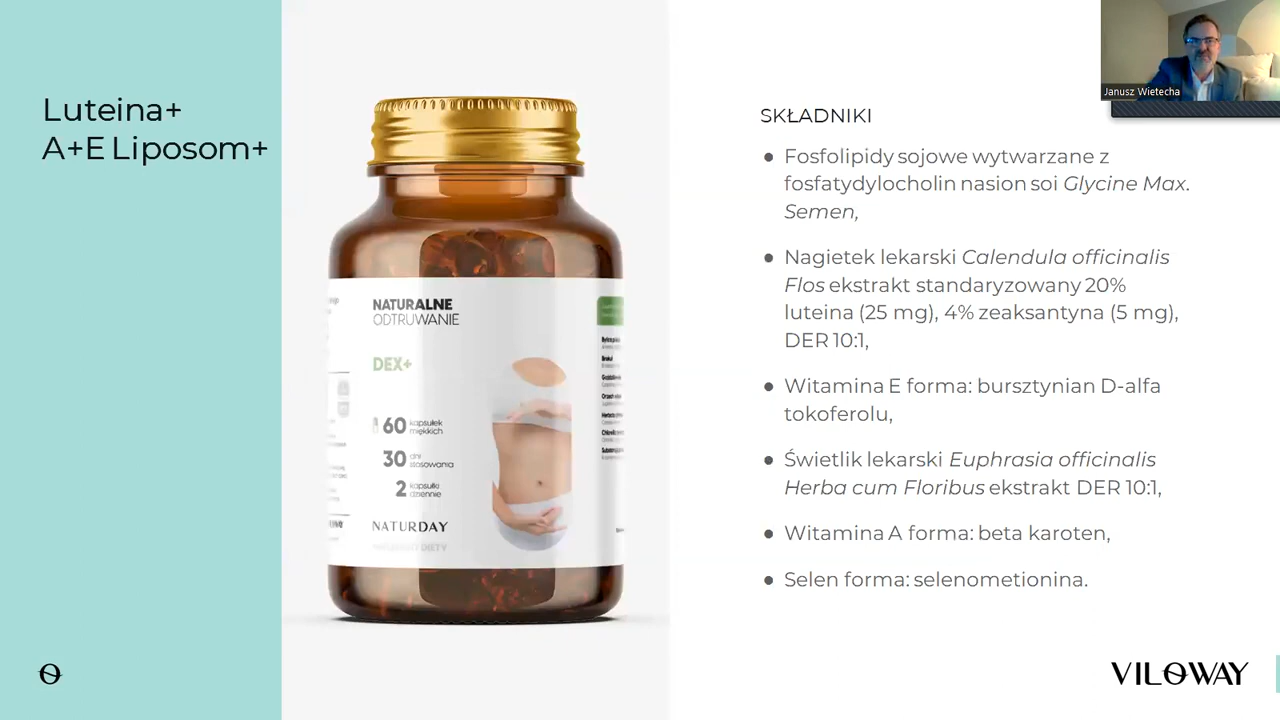 Luteina+
A+E Liposom+
NATURALNE
ODTRUWANIE
DEX+
60 kapsułek
miękkich
30 dni
stosowania
2 kapsułki
dziennie
NATURDAY
SUPLEMENT DIETY
Janusz Wietecha
SKŁADNIKI
● Fosfolipidy sojowe wytwarzane z
fosfatydylocholin nasion soi Glycine Max.
Semen,
● Nagietek lekarski Calendula officinalis
Flos ekstrakt standaryzowany 20%
luteina (25 mg), 4% zeaksantyna (5 mg),
DER 10:1,
● Witamina E forma: bursztynian D-alfa
tokoferolu,
● Świetlik lekarski Euphrasia officinalis
Herba cum Floribus ekstrakt DER 10:1,
● Witamina A forma: beta karoten,
● Selen forma: selenometionina.
VILOWAY